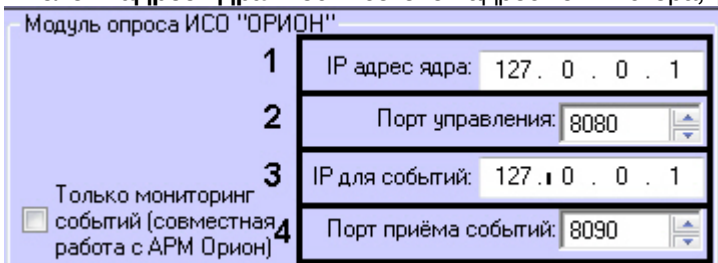 Модуль опроса ИСО "ОРИОН"
1 IP адрес ядра: 127. 0 . 0 . 1
2 Порт управления: 8080
3 IP для событий: 127. 0 . 0 . 1
Только мониторинг
событий (совместная
работа с АРМ Орион)
4 Порт приёма событий: 8090